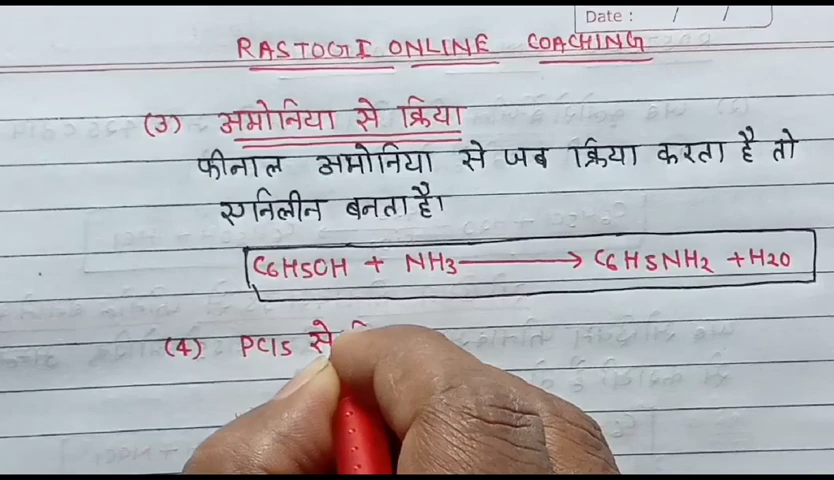 Date : / /
RASTOGI ONLINE COACHING
(3) अमोनिया से क्रिया
फीनाल अमोनिया से जब क्रिया करता है तो
एनिलीन बनता है।
C6H5OH + NH3 → C6H5NH2 + H2O
(4) PCl5 से